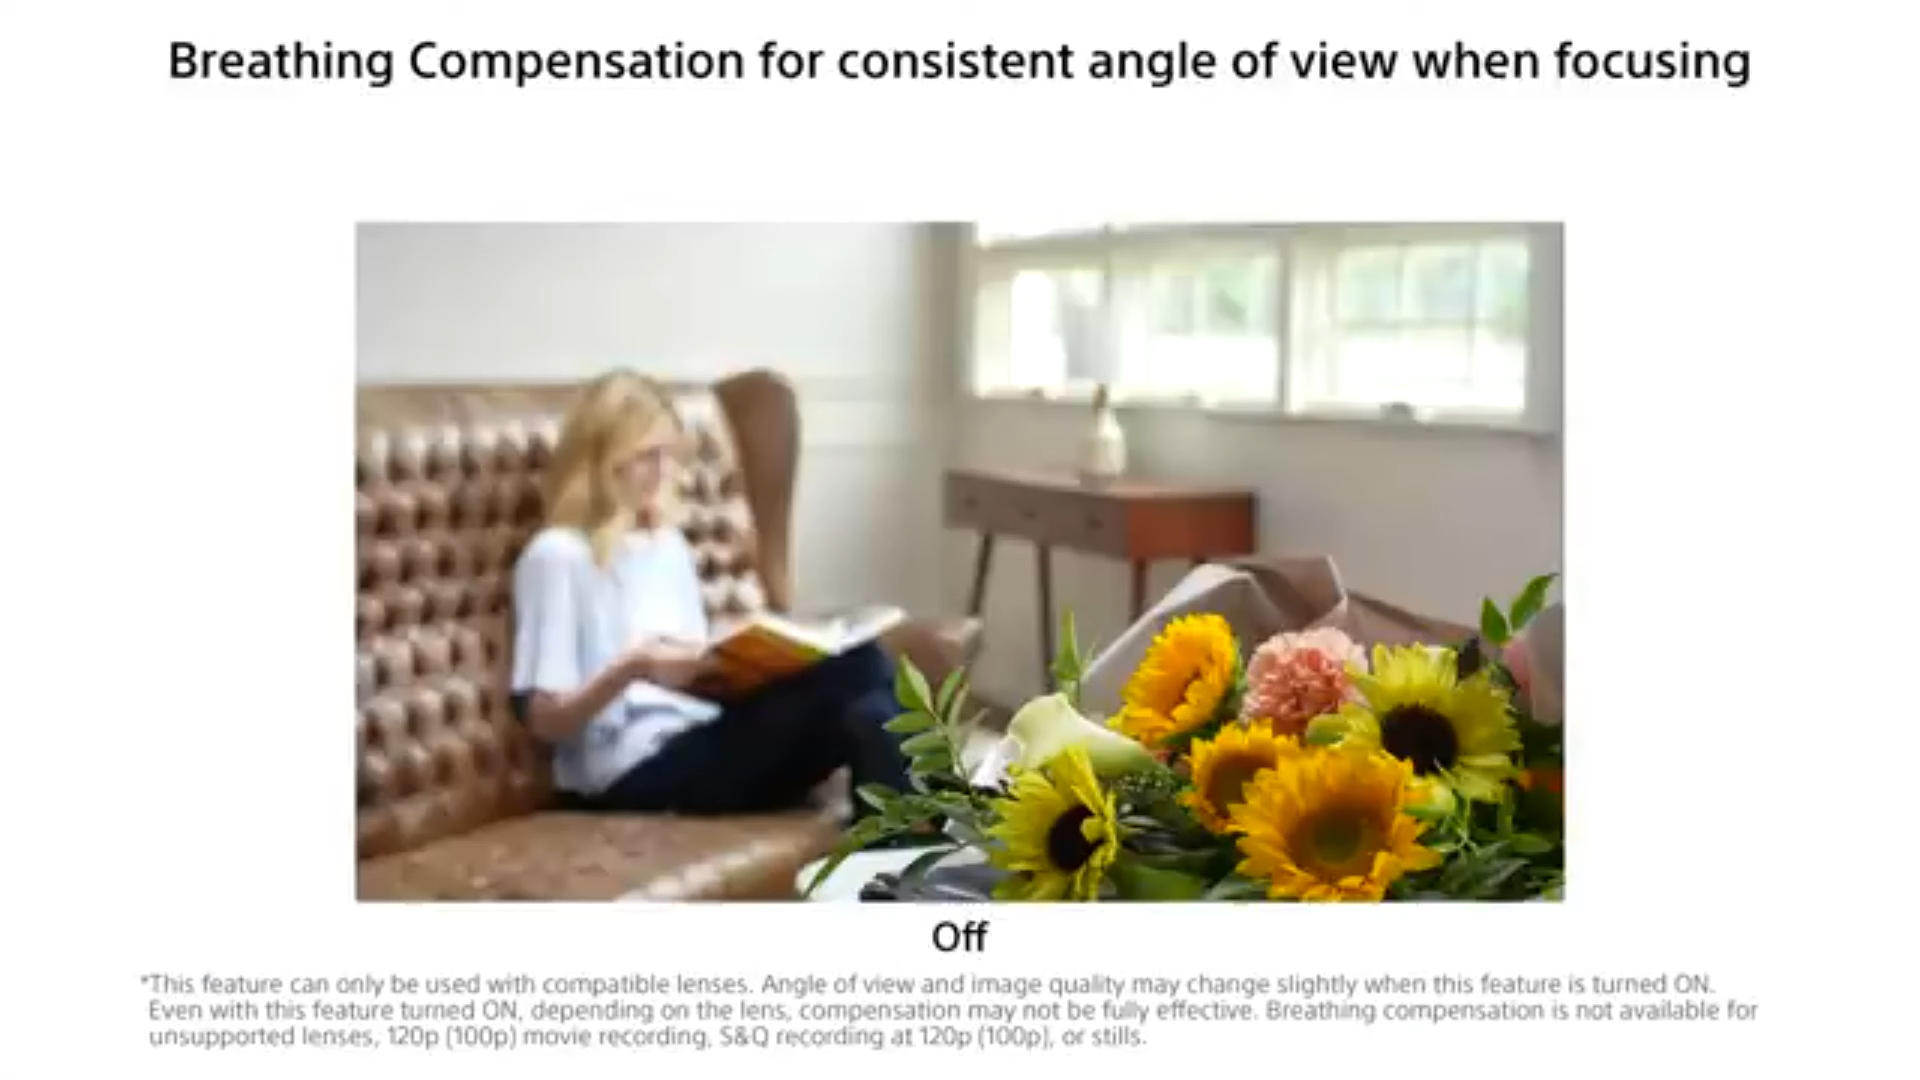 Breathing Compensation for consistent angle of view when focusing
Off
*This feature can only be used with compatible lenses. Angle of view and image quality may change slightly when this feature is turned ON.
Even with this feature turned ON, depending on the lens, compensation may not be fully effective. Breathing compensation is not available for
unsupported lenses, 120p (100p) movie recording, S&Q recording at 120p (100p), or stills.